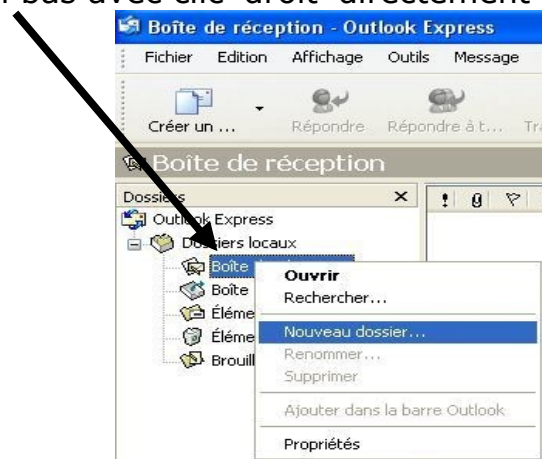 bas avec clic droit directement
Boîte de réception - Outlook Express
Fichier Edition Affichage Outils Message
Créer un ... Répondre Répondre à t...
Boîte de réception
Dossiers
Outlook Express
Dossiers locaux
Boîte
Ouvrir
Boîte
Rechercher...
Éléme
Éléme
Nouveau dossier...
Brouill
Renommer...
Supprimer
Ajouter dans la barre Outlook
Propriétés